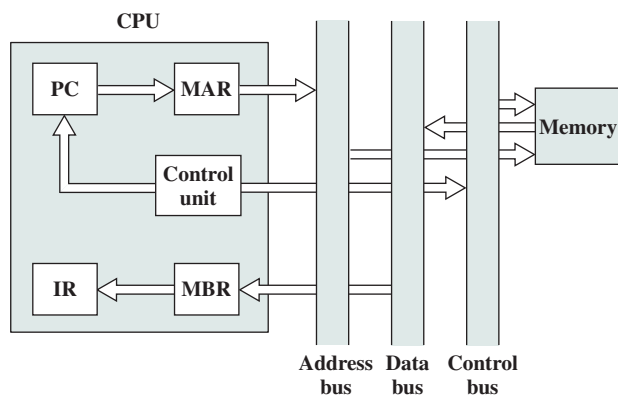 CPU
PC
MAR
Memory
Control
unit
IR
MBR
Address
bus
Data
bus
Control
bus